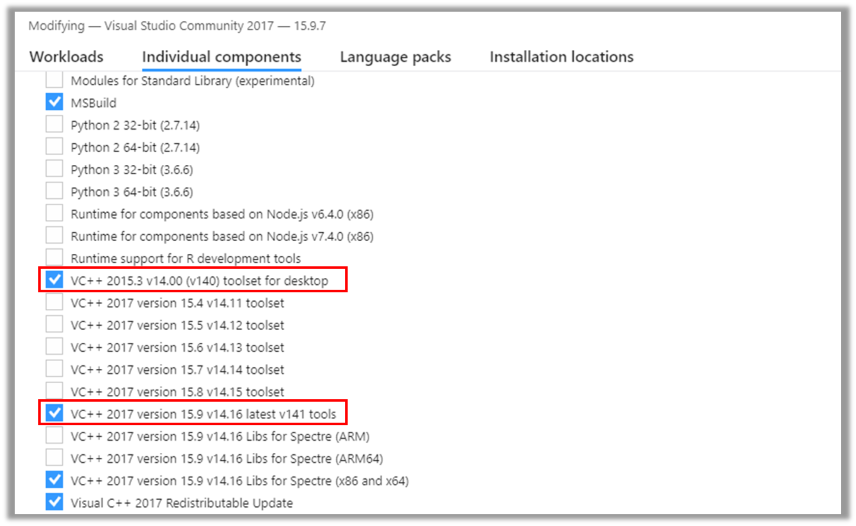 Modifying — Visual Studio Community 2017 — 15.9.7
Workloads Individual components Language packs Installation locations
Modules for Standard Library (experimental)
MSBuild
Python 2 32-bit (2.7.14)
Python 2 64-bit (2.7.14)
Python 3 32-bit (3.6.6)
Python 3 64-bit (3.6.6)
Runtime for components based on Node.js v6.4.0 (x86)
Runtime for components based on Node.js v7.4.0 (x86)
Runtime support for R development tools
VC++ 2015.3 v14.00 (v140) toolset for desktop
VC++ 2017 version 15.4 v14.11 toolset
VC++ 2017 version 15.5 v14.12 toolset
VC++ 2017 version 15.6 v14.13 toolset
VC++ 2017 version 15.7 v14.14 toolset
VC++ 2017 version 15.8 v14.15 toolset
VC++ 2017 version 15.9 v14.16 latest v141 tools
VC++ 2017 version 15.9 v14.16 Libs for Spectre (ARM)
VC++ 2017 version 15.9 v14.16 Libs for Spectre (ARM64)
VC++ 2017 version 15.9 v14.16 Libs for Spectre (x86 and x64)
Visual C++ 2017 Redistributable Update